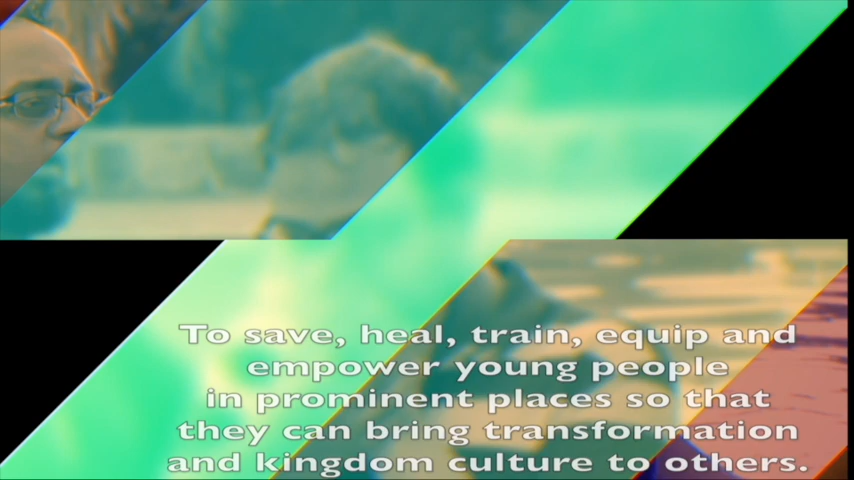 To save, heal, train, equip and
empower young people
in prominent places so that
they can bring transformation
and kingdom culture to others.